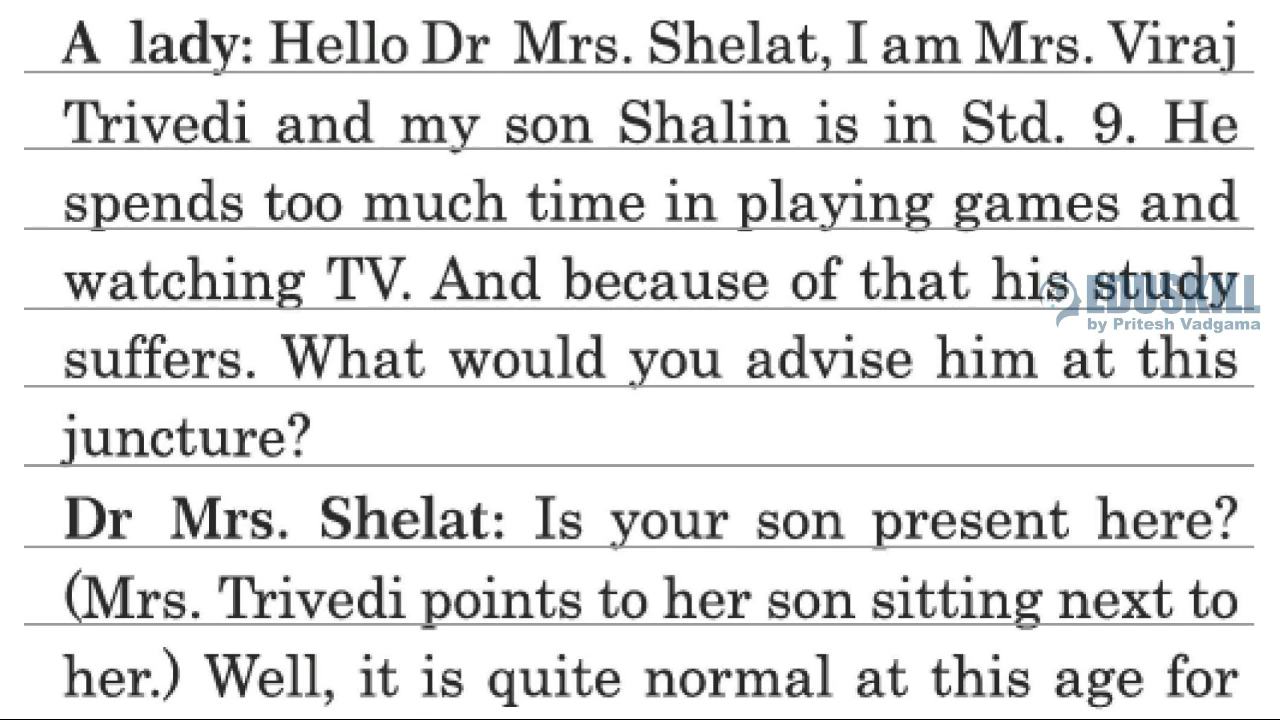 A lady: Hello Dr Mrs. Shelat, I am Mrs. Viraj
Trivedi and my son Shalin is in Std. 9. He
spends too much time in playing games and
watching TV. And because of that his study
suffers. What would you advise him at this
juncture?
Dr Mrs. Shelat: Is your son present here?
(Mrs. Trivedi points to her son sitting next to
her.) Well, it is quite normal at this age for
EDUSKILL
by Pritesh Vadgama